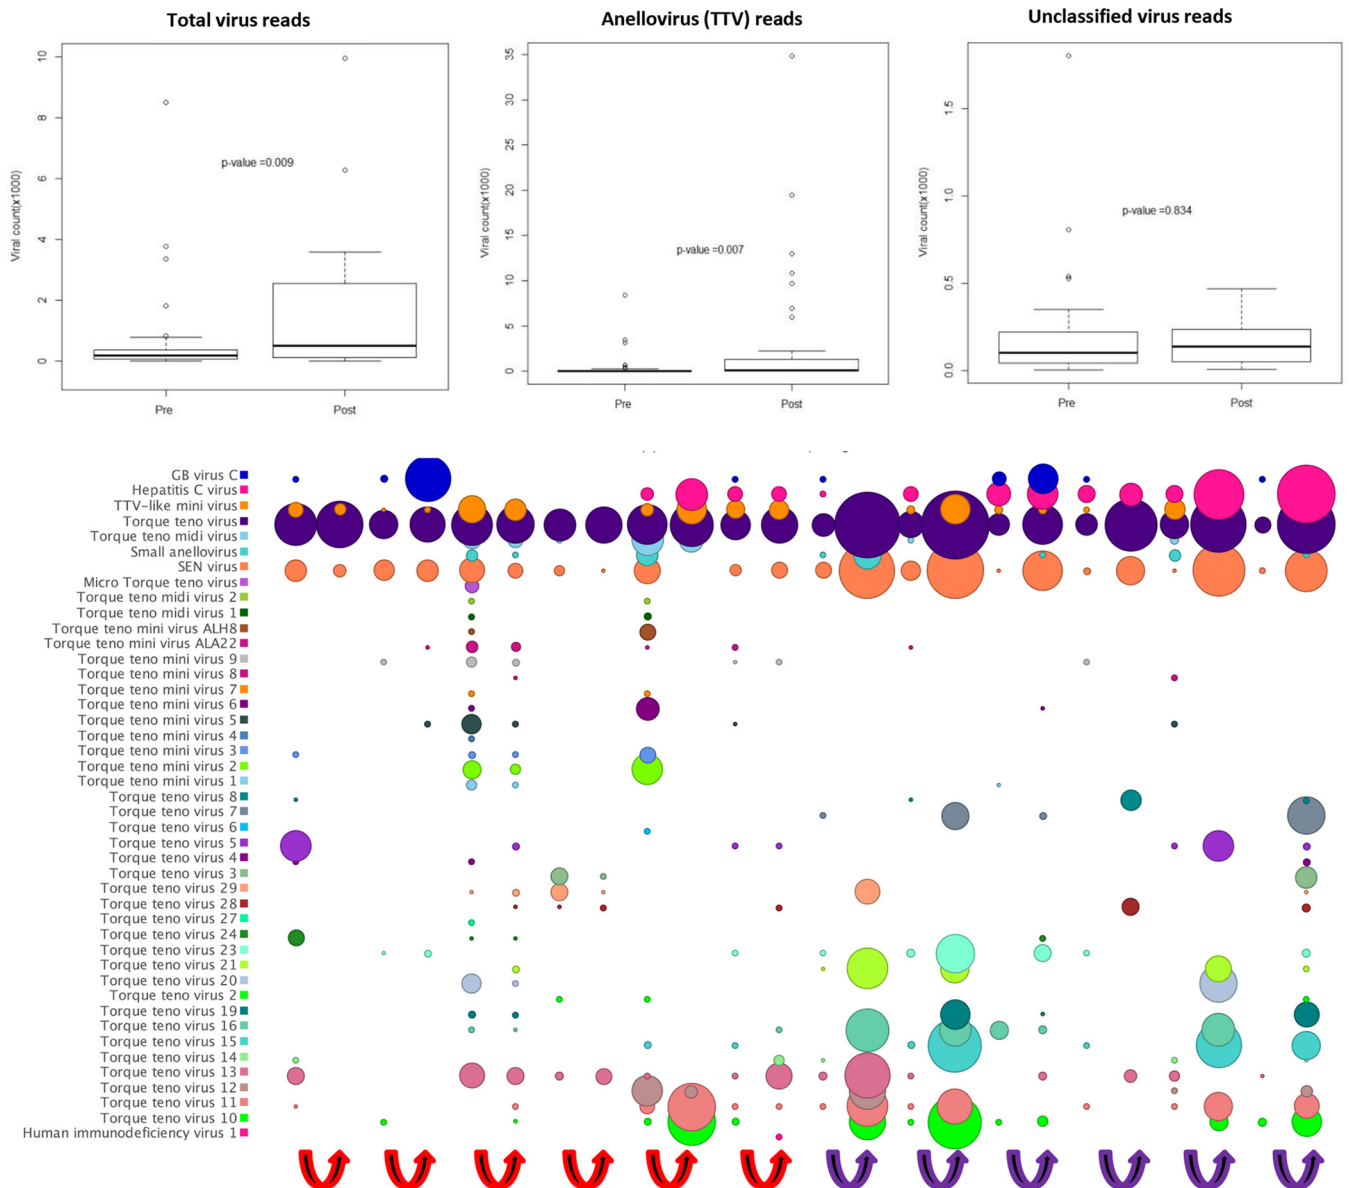 Total virus reads
Anellovirus (TTV) reads
Unclassified virus reads
Viral count(x1000)
10
8
6
4
2
0
p-value =0.009
Pre
Post
Viral count(x1000)
35
30
25
20
15
10
5
0
p-value =0.007
Pre
Post
Viral count(x1000)
1.5
1.0
0.5
0.0
p-value =0.834
Pre
Post
GB virus C
Hepatitis C virus
TTV-like mini virus
Torque teno virus
Torque teno midi virus
Small anellovirus
SEN virus
Micro Torque teno virus
Torque teno midi virus 2
Torque teno midi virus 1
Torque teno mini virus ALH8
Torque teno mini virus ALA22
Torque teno mini virus 9
Torque teno mini virus 8
Torque teno mini virus 7
Torque teno mini virus 6
Torque teno mini virus 5
Torque teno mini virus 4
Torque teno mini virus 3
Torque teno mini virus 2
Torque teno mini virus 1
Torque teno virus 8
Torque teno virus 7
Torque teno virus 6
Torque teno virus 5
Torque teno virus 4
Torque teno virus 3
Torque teno virus 29
Torque teno virus 28
Torque teno virus 27
Torque teno virus 24
Torque teno virus 23
Torque teno virus 21
Torque teno virus 20
Torque teno virus 2
Torque teno virus 19
Torque teno virus 16
Torque teno virus 15
Torque teno virus 14
Torque teno virus 13
Torque teno virus 12
Torque teno virus 11
Torque teno virus 10
Human immunodeficiency virus 1